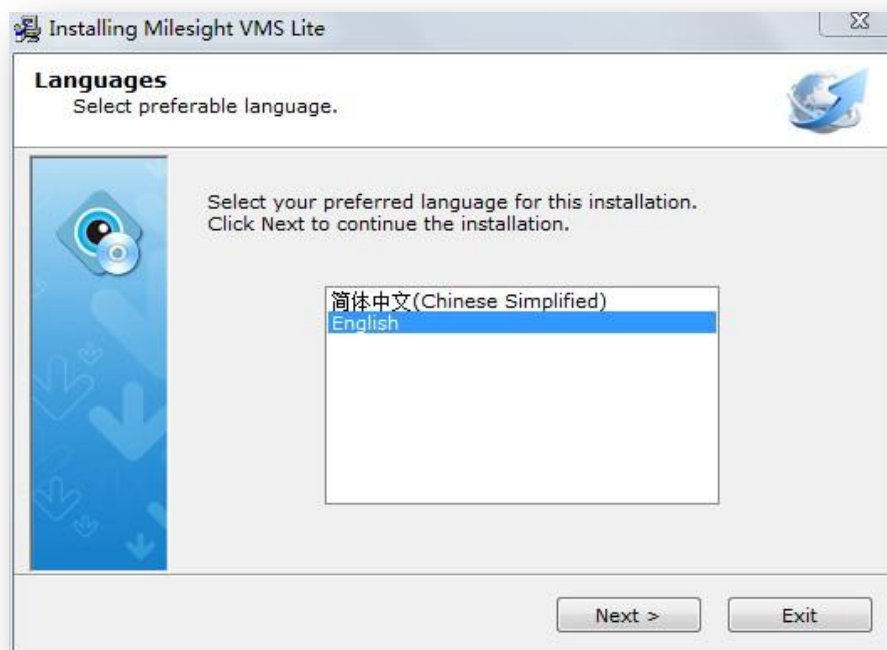 Installing Milesight VMS Lite
Languages
Select preferable language.
Select your preferred language for this installation.
Click Next to continue the installation.
简体中文(Chinese Simplified)
English
Next >
Exit